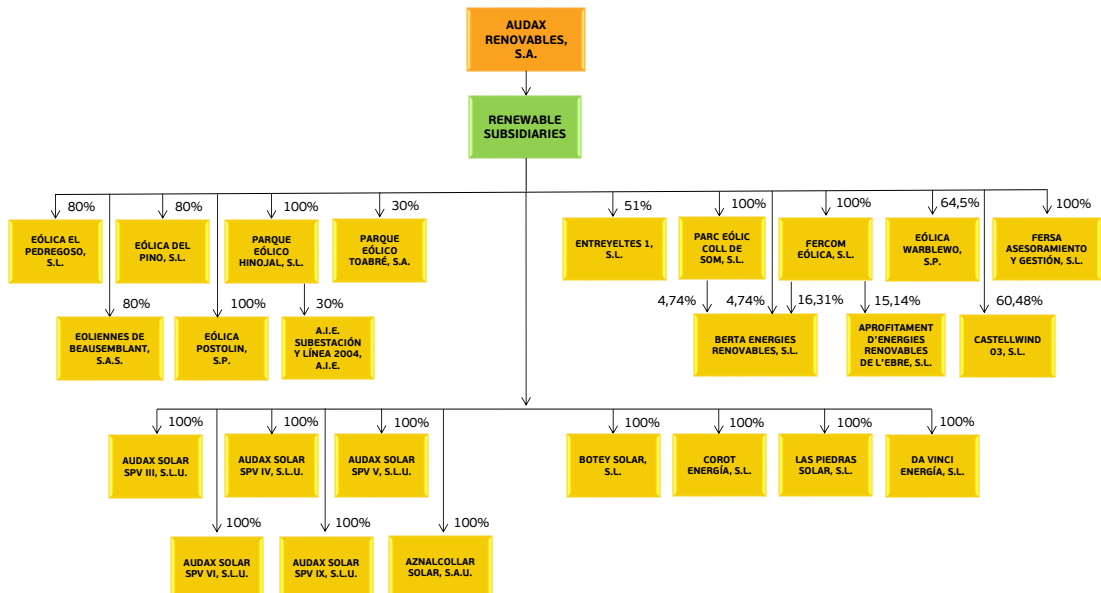 AUDAX
RENOVABLES,
S.A.
RENEWABLE
SUBSIDIARIES
80%
80%
100%
30%
51%
100%
100%
64,5%
100%
EÓLICA EL
PEDREGOSO,
S.L.
EÓLICA DEL
PINO, S.L.
PARQUE
EÓLICO
HINOJAL, S.L.
PARQUE
EÓLICO
TOABRÉ, S.A.
ENTREYELTES 1,
S.L.
PARC EÓLIC
COLL DE
SOM, S.L.
FERCOM
EÓLICA, S.L.
EÓLICA
WARBLEWO,
S.P.
FERSA
ASESORAMIENTO
Y GESTIÓN, S.L.
80%
100%
30%
4,74%
4,74%
16,31%
15,14%
60,48%
EOLIENNES DE
BEAUSEMBLANT,
S.A.S.
EÓLICA
POSTOLIN,
S.P.
A.I.E.
SUBESTACIÓN
Y LÍNEA 2004,
A.I.E.
BERTA ENERGIES
RENOVABLES, S.L.
APROFITAMENT
D'ENERGIES
RENOVABLES
DE L'EBRE, S.L.
CASTELLWIND
03, S.L.
100%
100%
100%
100%
100%
100%
100%
AUDAX SOLAR
SPV III, S.L.U.
AUDAX SOLAR
SPV IV, S.L.U.
AUDAX SOLAR
SPV V, S.L.U.
BOTEY SOLAR,
S.L.
COROT
ENERGÍA, S.L.
LAS PIEDRAS
SOLAR, S.L.
DA VINCI
ENERGÍA, S.L.
100%
100%
100%
AUDAX SOLAR
SPV VI, S.L.U.
AUDAX SOLAR
SPV IX, S.L.U.
AZNALCOLLAR
SOLAR, S.A.U.